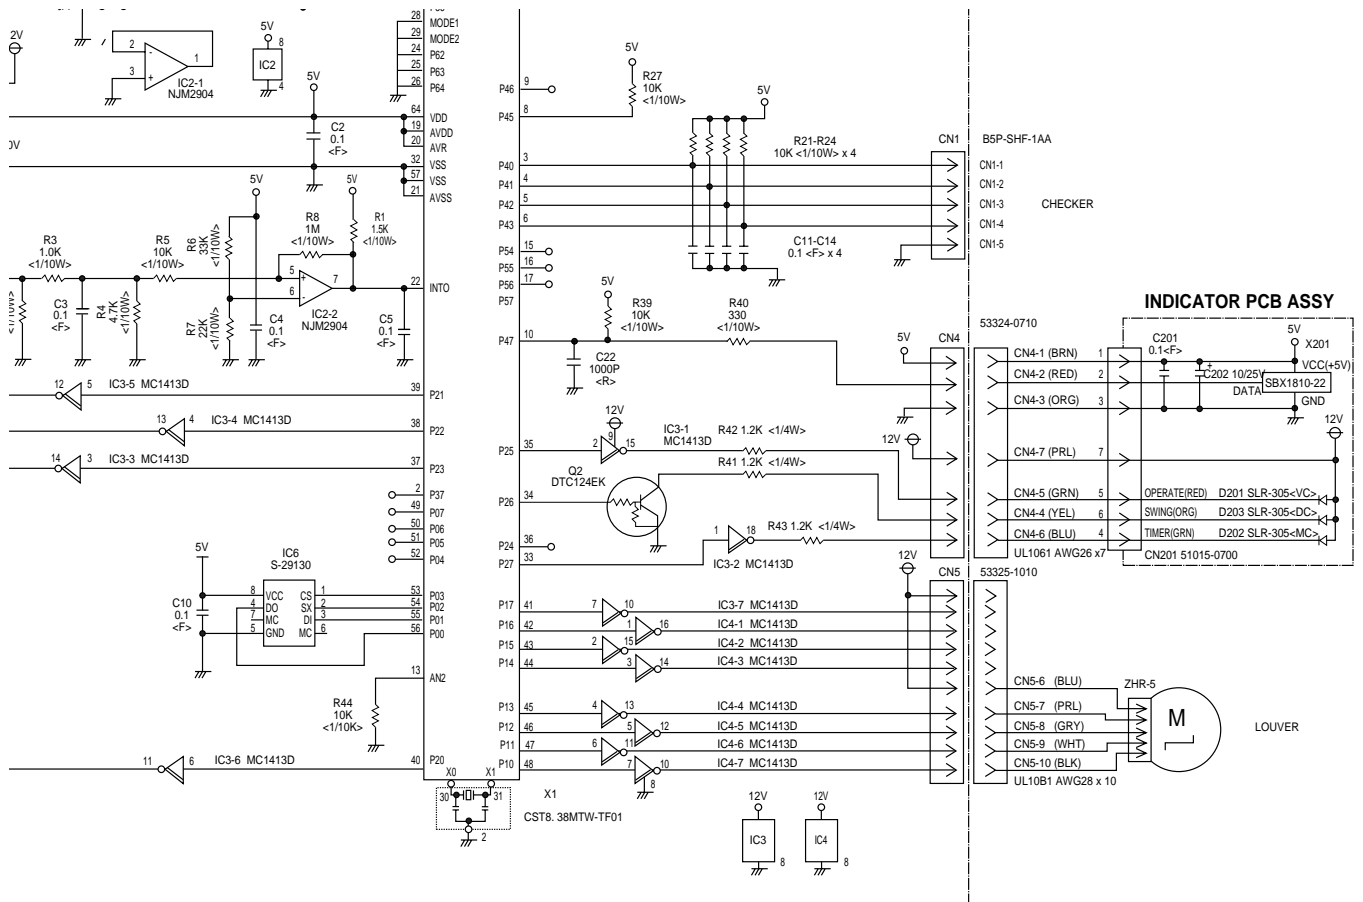 2V
2
3
1
IC2-1
NJM2904
5V
8
IC2
4
28
MODE1
29
MODE2
24
P62
25
P63
26
P64
5V
C2
0.1
<F>
0V
64
VDD
19
AVDD
20
AVR
32
VSS
57
VSS
21
AVSS
P46
9
P45
8
5V
R27
10K
<1/10W>
5V
R21-R24
10K <1/10W> x 4
P40
3
P41
4
P42
5
P43
6
C11-C14
0.1 <F> x 4
P54
15
P55
16
P56
17
P57
CN1
B5P-SHF-1AA
CN1-1
CN1-2
CN1-3
CN1-4
CN1-5
CHECKER
R3
1.0K
<1/10W>
C3
0.1
<F>
R4
4.7K
<1/10W>
<1/10W>
R5
10K
<1/10W>
R6
33K
<1/10W>
R7
22K
<1/10W>
5V
C4
0.1
<F>
R8
1M
<1/10W>
5V
R1
1.5K
<1/10W>
5
6
7
IC2-2
NJM2904
C5
0.1
<F>
22
INTO
P47
10
5V
R39
10K
<1/10W>
C22
1000P
<R>
R40
330
<1/10W>
12
5
IC3-5 MC1413D
39
P21
13
4
IC3-4 MC1413D
38
P22
14
3
IC3-3 MC1413D
37
P23
2
P37
49
P07
50
P06
51
P05
52
P04
P25
35
12V
2
9
15
IC3-1
MC1413D
R42 1.2K <1/4W>
R41 1.2K <1/4W>
Q2
DTC124EK
P26
34
P24
36
P27
33
1
18
R43 1.2K <1/4W>
IC3-2 MC1413D
5V
CN4
12V
53324-0710
CN4-1 (BRN)
1
CN4-2 (RED)
2
CN4-3 (ORG)
3
CN4-7 (PRL)
7
CN4-5 (GRN)
5
CN4-4 (YEL)
6
CN4-6 (BLU)
4
UL1061 AWG26 x7
INDICATOR PCB ASSY
C201
0.1<F>
+
C202 10/25V
5V
X201
VCC(+5V)
SBX1810-22
DATA
GND
12V
OPERATE(RED)
D201 SLR-305<VC>
SWING(ORG)
D203 SLR-305<DC>
TIMER(GRN)
D202 SLR-305<MC>
CN201 51015-0700
5V
IC6
S-29130
C10
0.1
<F>
8
VCC
4
DO
7
MC
5
GND
CS
1
SX
2
DI
3
MC
6
53
P03
54
P02
55
P01
56
P00
13
AN2
R44
10K
<1/10K>
11
6
IC3-6 MC1413D
40
P20
P17
41
7
10
IC3-7 MC1413D
P16
42
1
16
IC4-1 MC1413D
P15
43
2
15
IC4-2 MC1413D
P14
44
3
14
IC4-3 MC1413D
P13
45
4
13
IC4-4 MC1413D
P12
46
5
12
IC4-5 MC1413D
P11
47
6
11
IC4-6 MC1413D
P10
48
7
10
8
IC4-7 MC1413D
12V
CN5
53325-1010
CN5-6 (BLU)
CN5-7 (PRL)
CN5-8 (GRY)
CN5-9 (WHT)
CN5-10 (BLK)
UL10B1 AWG28 x 10
ZHR-5
M
LOUVER
X0
X1
30
31
2
X1
CST8. 38MTW-TF01
12V
IC3
8
12V
IC4
8